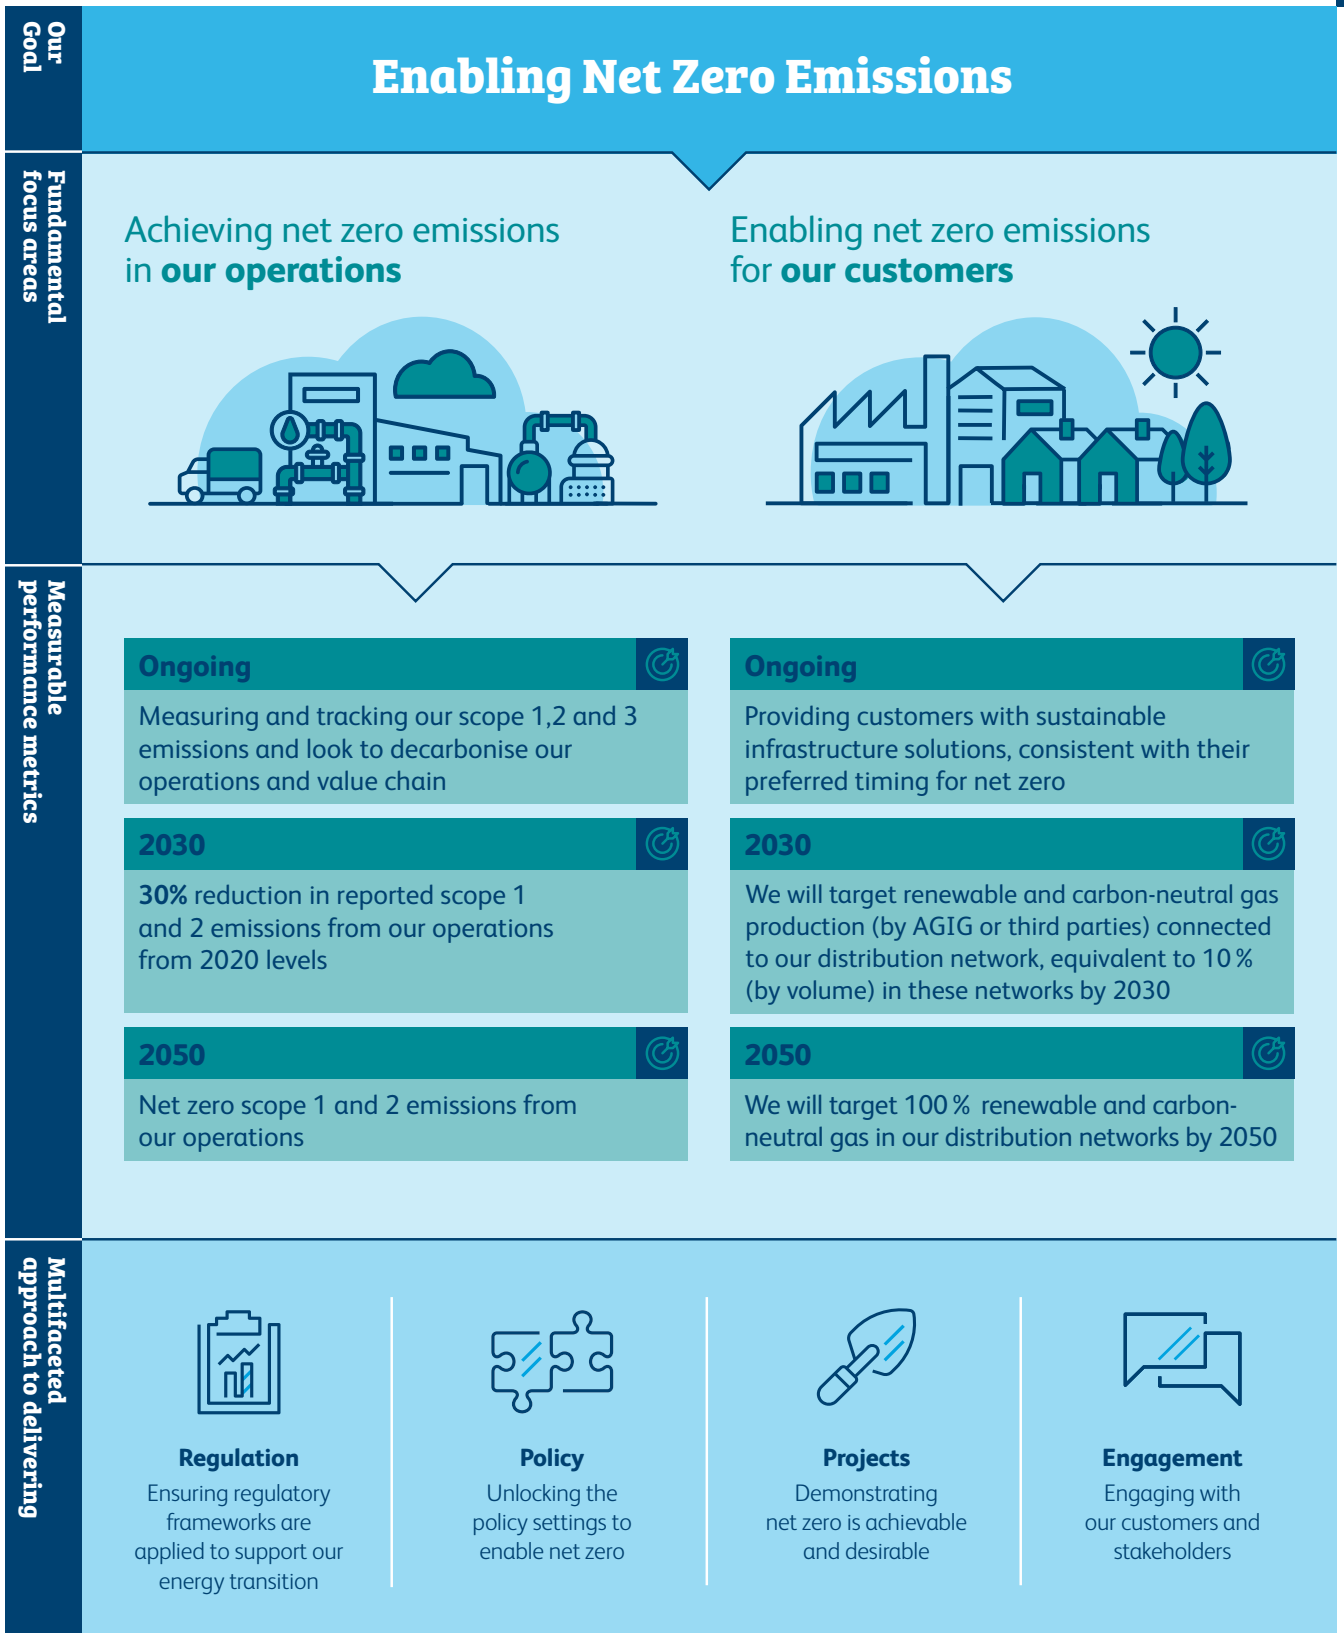 Our
Goal
Enabling Net Zero Emissions
Fundamental
focus areas
Achieving net zero emissions
in our operations
Enabling net zero emissions
for our customers
Measurable
performance metrics
Ongoing
Measuring and tracking our scope 1,2 and 3
emissions and look to decarbonise our
operations and value chain
2030
30% reduction in reported scope 1
and 2 emissions from our operations
from 2020 levels
2050
Net zero scope 1 and 2 emissions from
our operations
Ongoing
Providing customers with sustainable
infrastructure solutions, consistent with their
preferred timing for net zero
2030
We will target renewable and carbon-neutral gas
production (by AGIG or third parties) connected
to our distribution network, equivalent to 10 %
(by volume) in these networks by 2030
2050
We will target 100 % renewable and carbon-
neutral gas in our distribution networks by 2050
Multifaceted
approach to delivering
Regulation
Ensuring regulatory
frameworks are
applied to support our
energy transition
Policy
Unlocking the
policy settings to
enable net zero
Projects
Demonstrating
net zero is achievable
and desirable
Engagement
Engaging with
our customers and
stakeholders